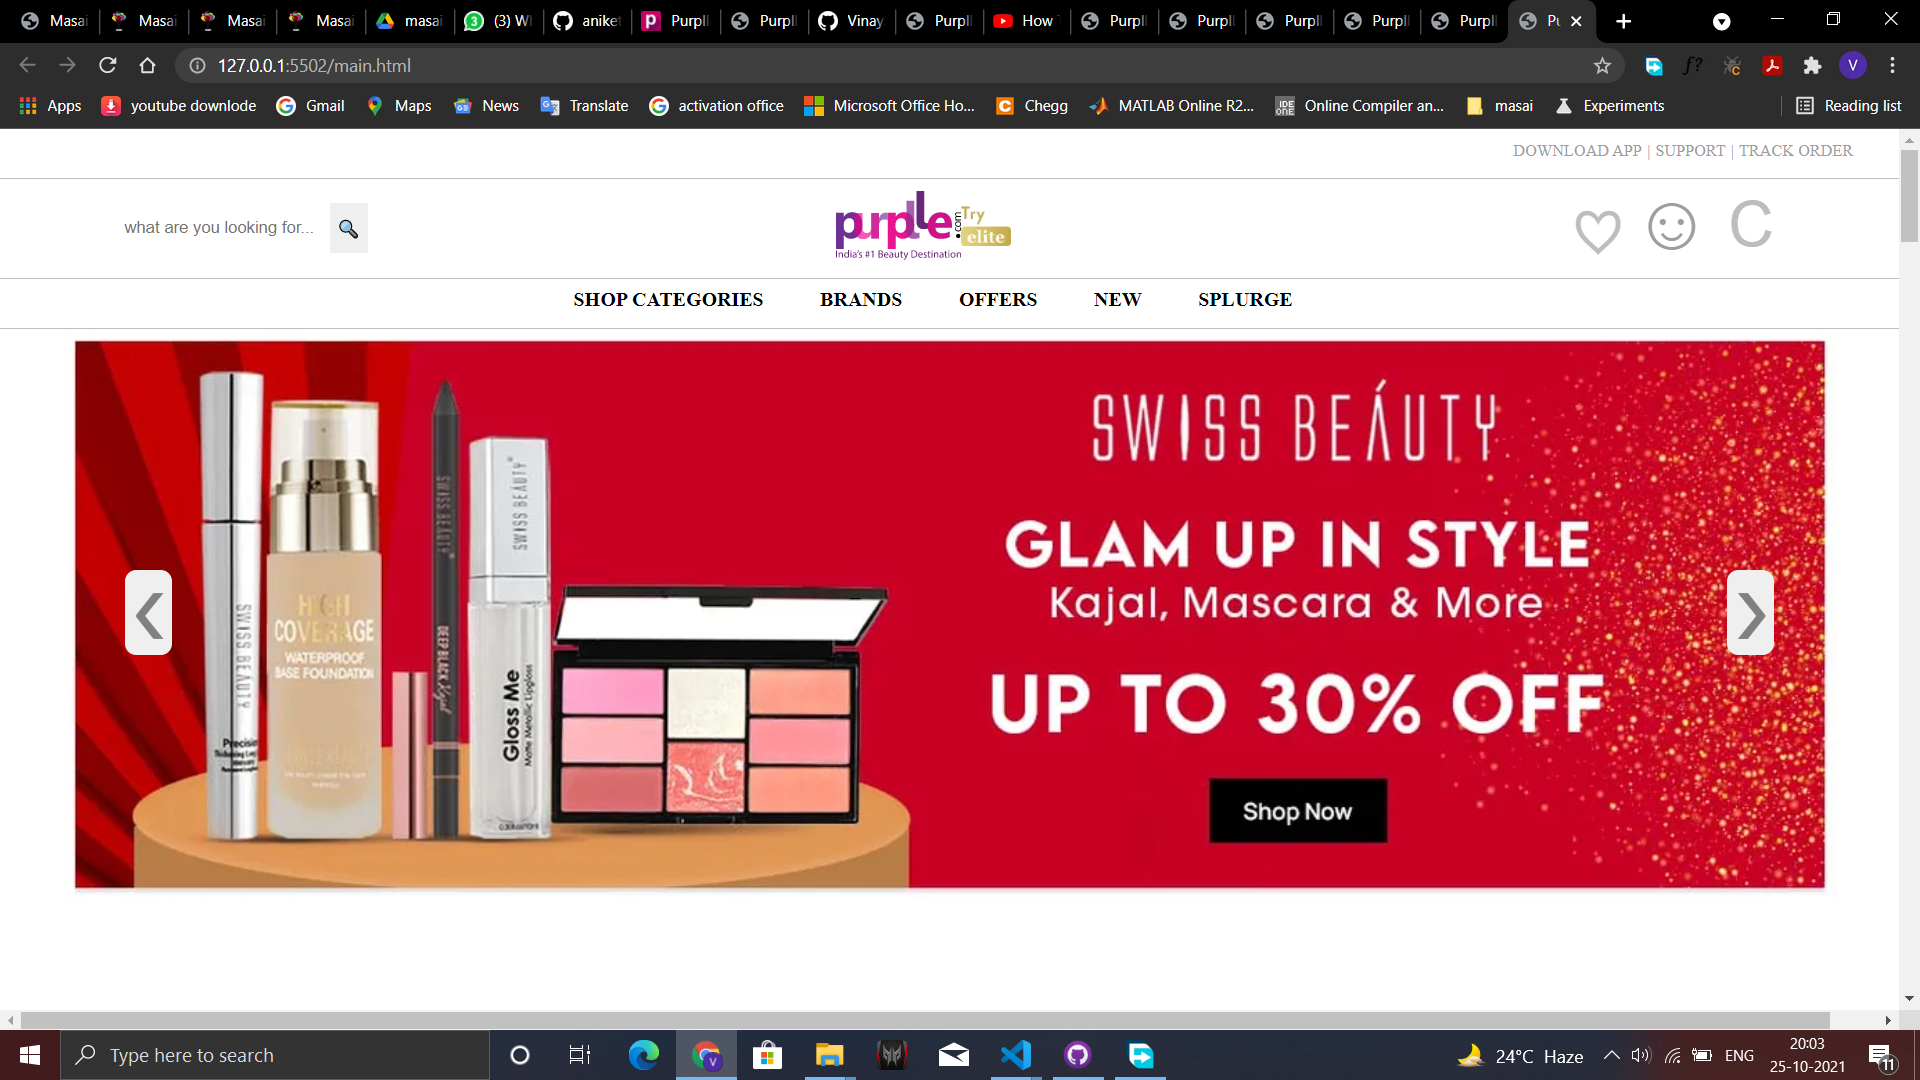 Masai Masai Masai Masai masai (3) W aniket Purpl Purpl Vinay Purpl How Purpl Purpl Purpl Purpl Purpl Pu
127.0.0.1:5502/main.html
Apps youtube downlode Gmail Maps News Translate activation office Microsoft Office Ho... Chegg MATLAB Online R2... Online Compiler an... masai Experiments Reading list
DOWNLOAD APP | SUPPORT | TRACK ORDER
what are you looking for...
purplle.com Try elite
India's #1 Beauty Destination
C
SHOP CATEGORIES BRANDS OFFERS NEW SPLURGE
SWISS BEÁUTY
GLAM UP IN STYLE
Kajal, Mascara & More
UP TO 30% OFF
Shop Now
SWISS BEAUTY
HIGH
COVERAGE
WATERPROOF
BASE FOUNDATION
SWISS BEAUTY
DEEP BLACK Kajal
SWISS BEAUTY
Gloss Me
Matte Metallic Lipgloss
Type here to search
24°C Haze
ENG
20:03
25-10-2021
11